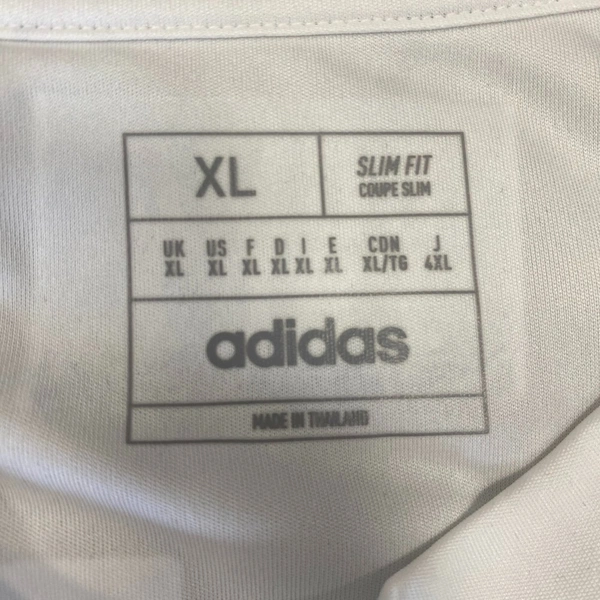 XL
SLIM FIT
COUPE SLIM
UK US F D I E CDN J
XL XL XL XL XL XL XL/TG 4XL
adidas
MADE IN THAILAND